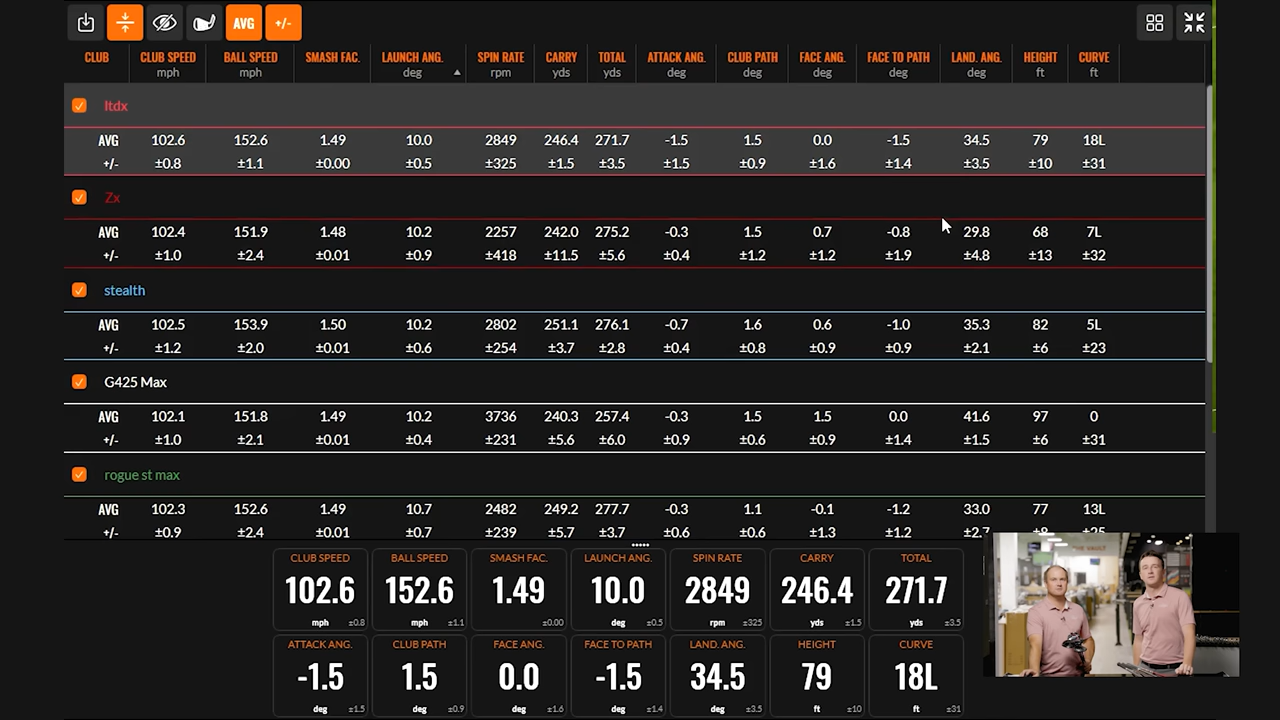 AVG +/-
CLUB CLUB SPEED BALL SPEED SMASH FAC. LAUNCH ANG. SPIN RATE CARRY TOTAL ATTACK ANG. CLUB PATH FACE ANG. FACE TO PATH LAND. ANG. HEIGHT CURVE
mph mph deg rpm yds yds deg deg deg deg deg ft ft
ltdx
AVG 102.6 152.6 1.49 10.0 2849 246.4 271.7 -1.5 1.5 0.0 -1.5 34.5 79 18L
+/- ±0.8 ±1.1 ±0.00 ±0.5 ±325 ±1.5 ±3.5 ±1.5 ±0.9 ±1.6 ±1.4 ±3.5 ±10 ±31
Zx
AVG 102.4 151.9 1.48 10.2 2257 242.0 275.2 -0.3 1.5 0.7 -0.8 29.8 68 7L
+/- ±1.0 ±2.4 ±0.01 ±0.9 ±418 ±11.5 ±5.6 ±0.4 ±1.2 ±1.2 ±1.9 ±4.8 ±13 ±32
stealth
AVG 102.5 153.9 1.50 10.2 2802 251.1 276.1 -0.7 1.6 0.6 -1.0 35.3 82 5L
+/- ±1.2 ±2.0 ±0.01 ±0.6 ±254 ±3.7 ±2.8 ±0.4 ±0.8 ±0.9 ±0.9 ±2.1 ±6 ±23
G425 Max
AVG 102.1 151.8 1.49 10.2 3736 240.3 257.4 -0.3 1.5 1.5 0.0 41.6 97 0
+/- ±1.0 ±2.1 ±0.01 ±0.4 ±231 ±5.6 ±6.0 ±0.9 ±0.6 ±0.9 ±1.4 ±1.5 ±6 ±31
rogue st max
AVG 102.3 152.6 1.49 10.7 2482 249.2 277.7 -0.3 1.1 -0.1 -1.2 33.0 77 13L
+/- ±0.9 ±2.4 ±0.01 ±0.7 ±239 ±5.7 ±3.7 ±0.6 ±0.6 ±1.3 ±1.2
CLUB SPEED BALL SPEED SMASH FAC. LAUNCH ANG. SPIN RATE CARRY TOTAL
102.6 152.6 1.49 10.0 2849 246.4 271.7
mph ±0.8 mph ±1.1 ±0.00 deg ±0.5 rpm ±325 yds ±1.5 yds ±3.5
ATTACK ANG. CLUB PATH FACE ANG. FACE TO PATH LAND. ANG. HEIGHT CURVE
-1.5 1.5 0.0 -1.5 34.5 79 18L
deg ±1.5 deg ±0.9 deg ±1.6 deg ±1.4 deg ±3.5 ft ±10 ft ±31